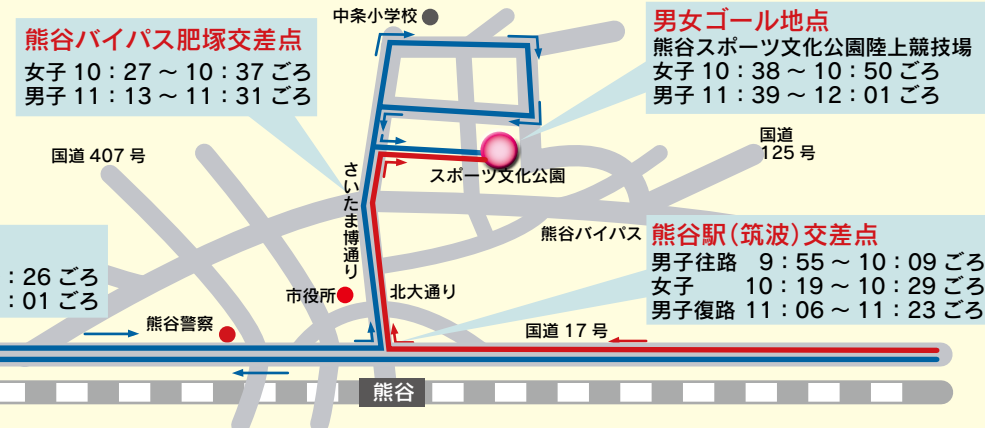 中条小学校
熊谷バイパス肥塚交差点
女子 10：27 ～ 10：37 ごろ
男子 11：13 ～ 11：31 ごろ
男女ゴール地点
熊谷スポーツ文化公園陸上競技場
女子 10：38 ～ 10：50 ごろ
男子 11：39 ～ 12：01 ごろ
国道 407 号
国道
125 号
さいたま博通り
スポーツ文化公園
熊谷バイパス
熊谷駅（筑波）交差点
男子往路 9：55 ～ 10：09 ごろ
女子 10：19 ～ 10：29 ごろ
男子復路 11：06 ～ 11：23 ごろ
：26 ごろ
：01 ごろ
市役所
北大通り
熊谷警察
国道 17 号
熊谷